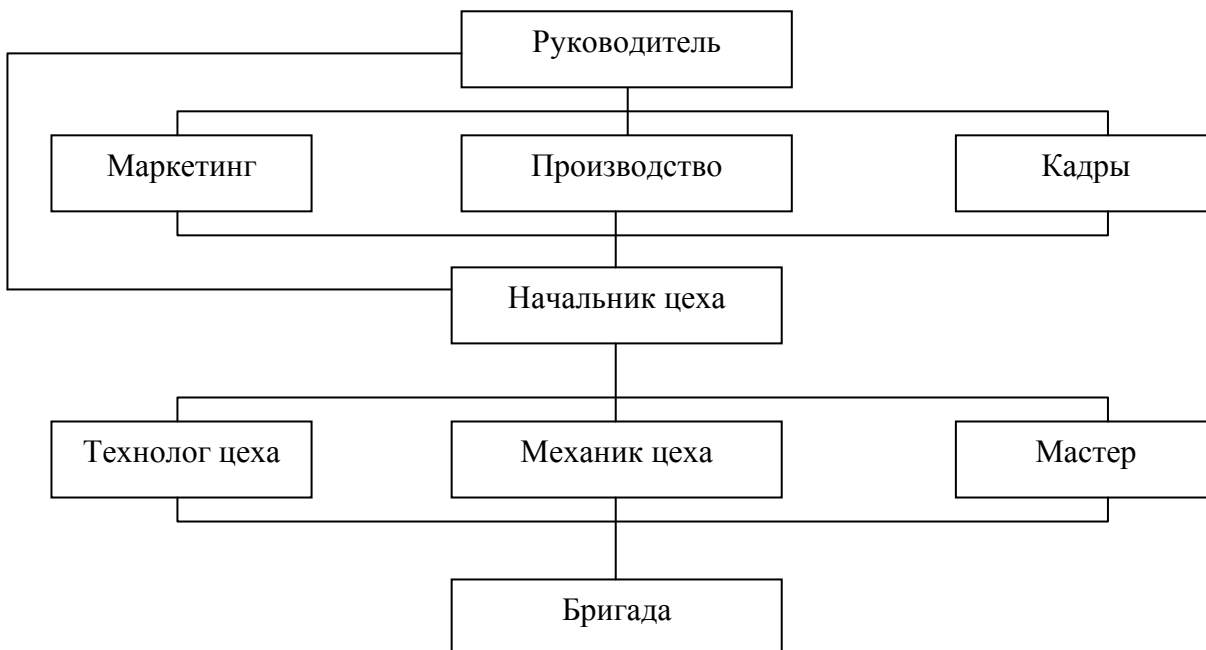 Руководитель
Маркетинг
Производство
Кадры
Начальник цеха
Технолог цеха
Механик цеха
Мастер
Бригада